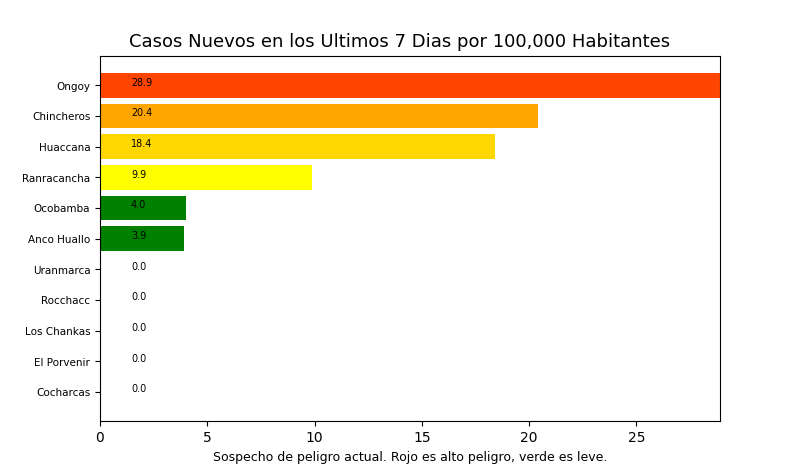 Casos Nuevos en los Ultimos 7 Dias por 100,000 Habitantes
Ongoy 28.9
Chincheros 20.4
Huaccana 18.4
Ranracancha 9.9
Ocobamba 4.0
Anco Huallo 3.9
Uranmarca 0.0
Rocchacc 0.0
Los Chankas 0.0
El Porvenir 0.0
Cocharcas 0.0
0 5 10 15 20 25
Sospecho de peligro actual. Rojo es alto peligro, verde es leve.